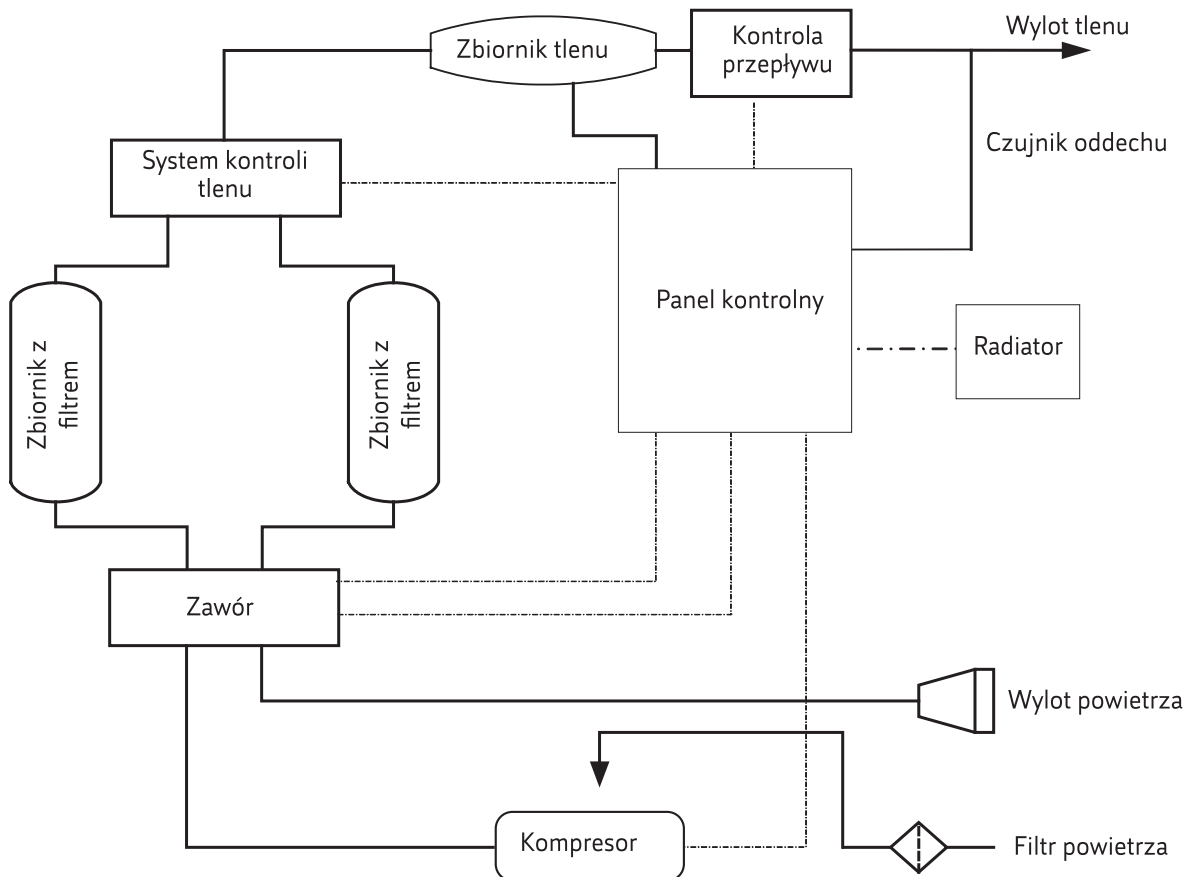 Wylot tlenu
Zbiornik tlenu
Kontrola
przepływu
Czujnik oddechu
System kontroli
tlenu
Panel kontrolny
Radiator
Zbiornik z
filtrem
Zbiornik z
filtrem
Zawór
Wylot powietrza
Kompresor
Filtr powietrza